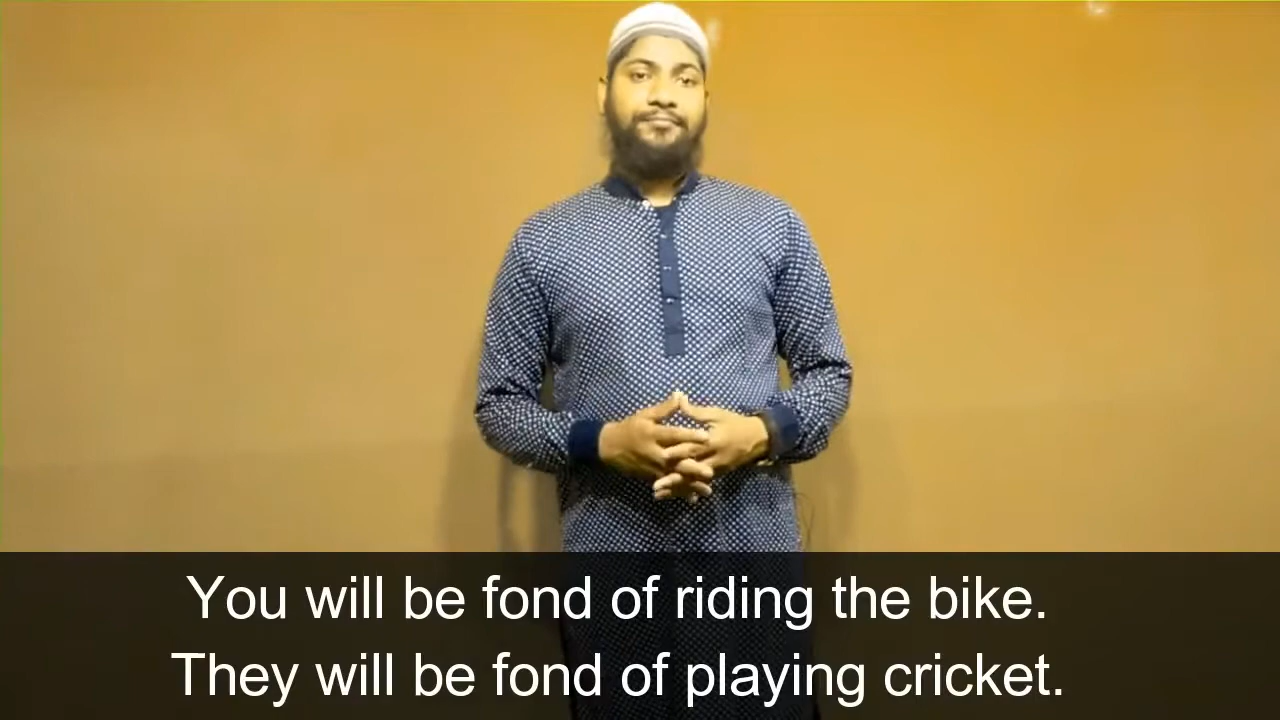 You will be fond of riding the bike.
They will be fond of playing cricket.